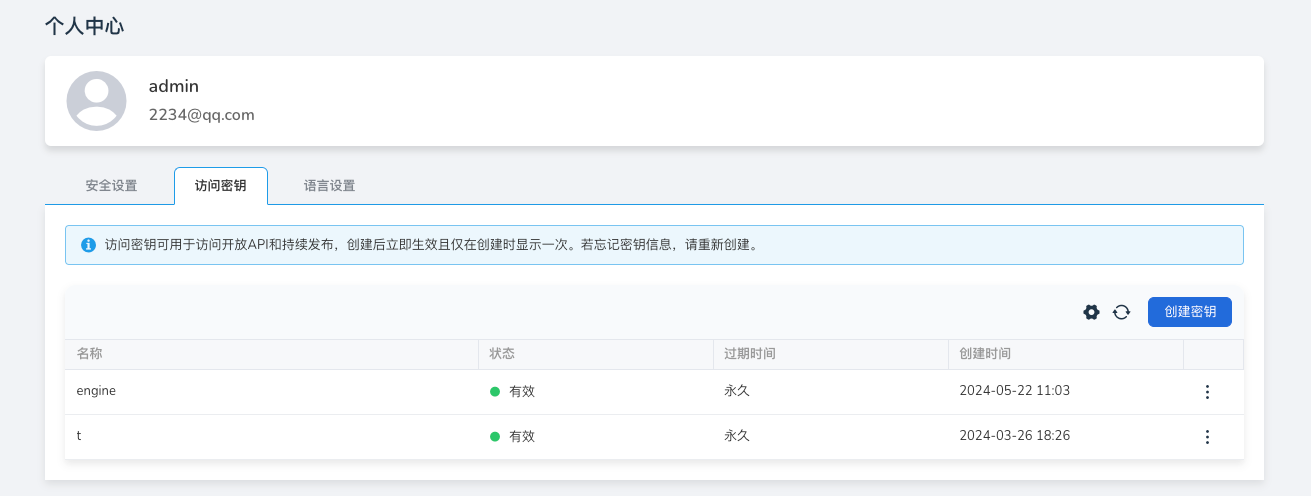 个人中心
admin
2234@qq.com
安全设置 访问密钥 语言设置
访问密钥可用于访问开放API和持续发布，创建后立即生效且仅在创建时显示一次。若忘记密钥信息，请重新创建。
创建密钥
名称 状态 过期时间 创建时间
engine 有效 永久 2024-05-22 11:03
t 有效 永久 2024-03-26 18:26